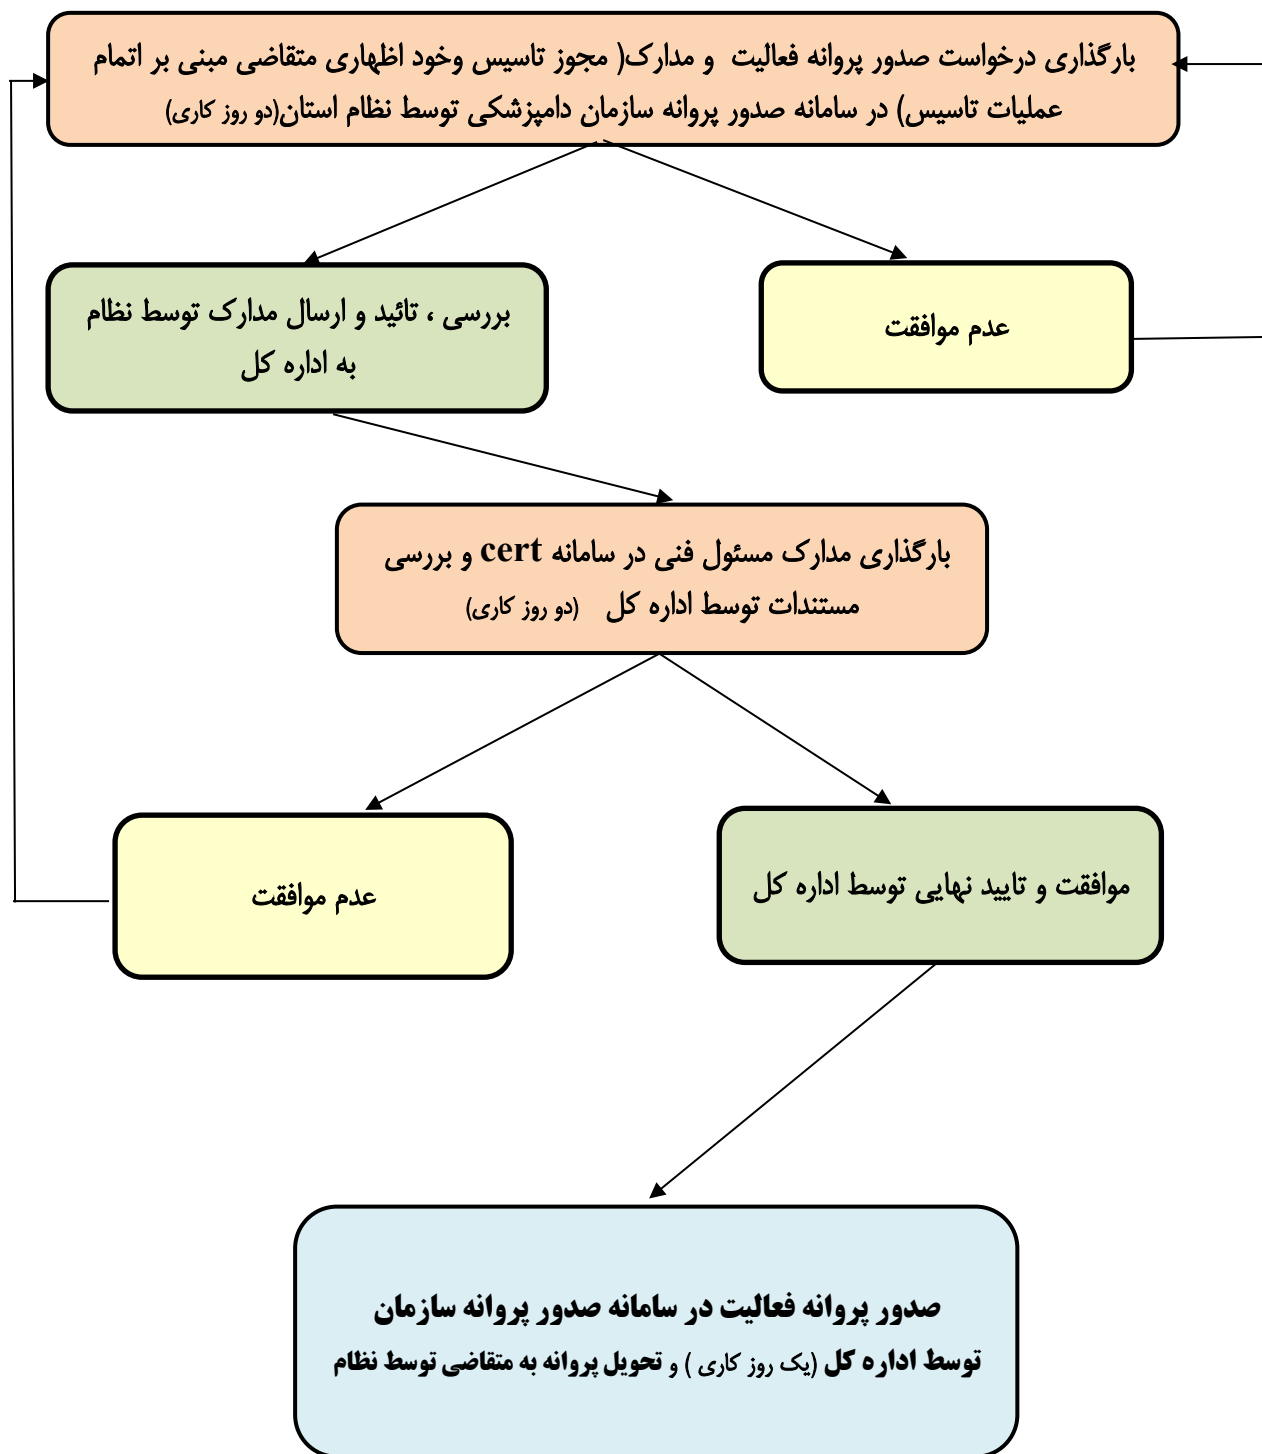 بارگذاری درخواست صدور پروانه فعالیت و مدارک( مجوز تاسیس وخود اظهاری متقاضی مبنی بر اتمام
عملیات تاسیس) در سامانه صدور پروانه سازمان دامپزشکی توسط نظام استان(دو روز کاری)
عدم موافقت
بررسی ، تائید و ارسال مدارک توسط نظام
به اداره کل
بارگذاری مدارک مسئول فنی در سامانه cert و بررسی
مستندات توسط اداره کل (دو روز کاری)
موافقت و تایید نهایی توسط اداره کل
عدم موافقت
صدور پروانه فعالیت در سامانه صدور پروانه سازمان
توسط اداره کل (یک روز کاری ) و تحویل پروانه به متقاضی توسط نظام